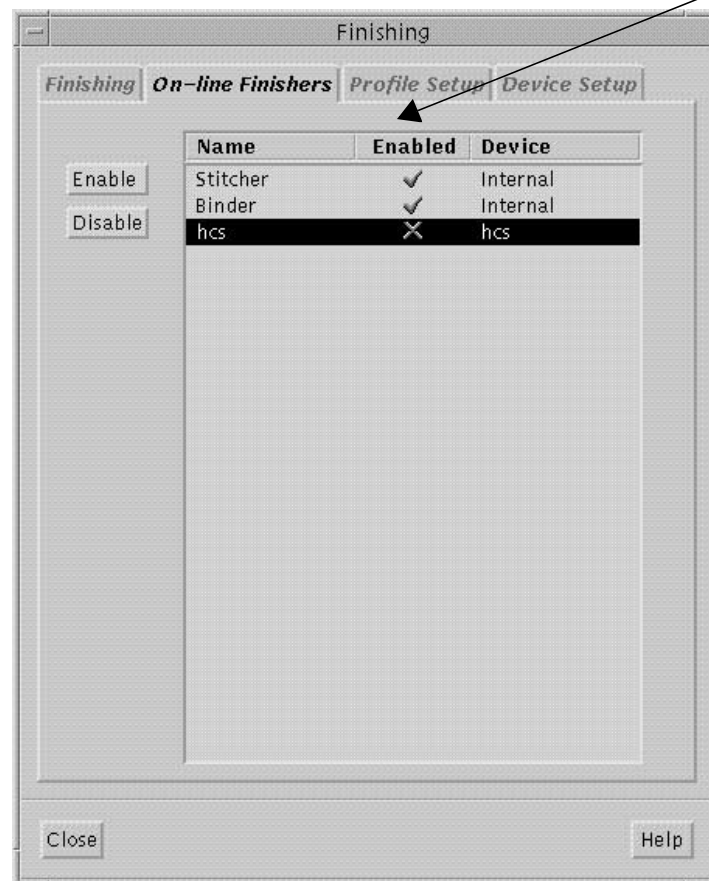 Finishing
Finishing On-line Finishers Profile Setup Device Setup
Name Enabled Device
Enable
Disable
Stitcher Internal
Binder Internal
hcs hcs
Close Help